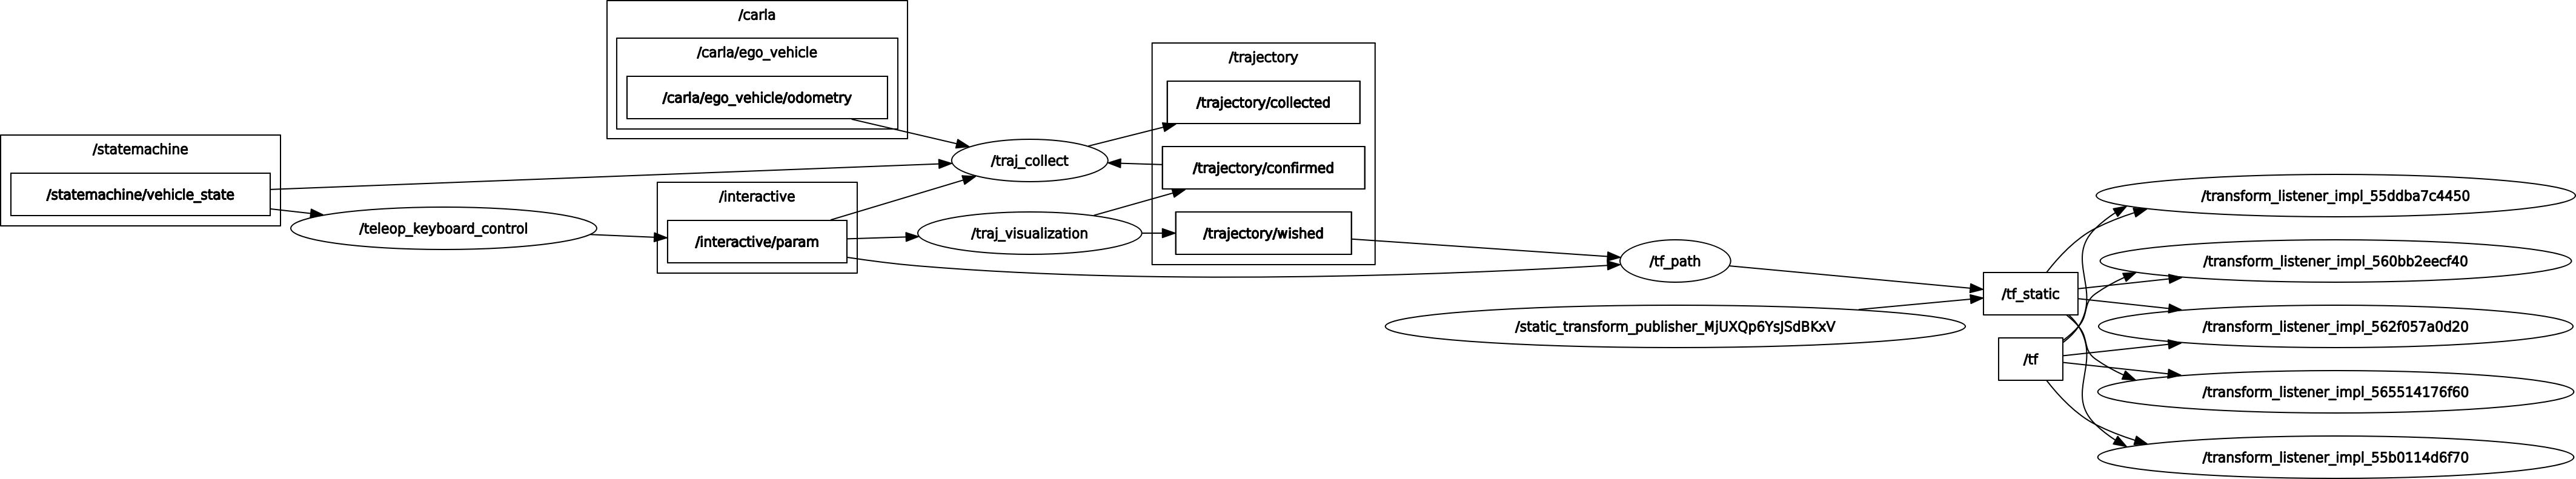 /carla
/carla/ego_vehicle
/carla/ego_vehicle/odometry
/statemachine
/statemachine/vehicle_state
/teleop_keyboard_control
/interactive
/interactive/param
/traj_collect
/traj_visualization
/trajectory
/trajectory/collected
/trajectory/confirmed
/trajectory/wished
/tf_path
/static_transform_publisher_MjUXQp6YsJSdBKxV
/tf_static
/tf
/transform_listener_impl_55ddba7c4450
/transform_listener_impl_560bb2eecf40
/transform_listener_impl_562f057a0d20
/transform_listener_impl_565514176f60
/transform_listener_impl_55b0114d6f70